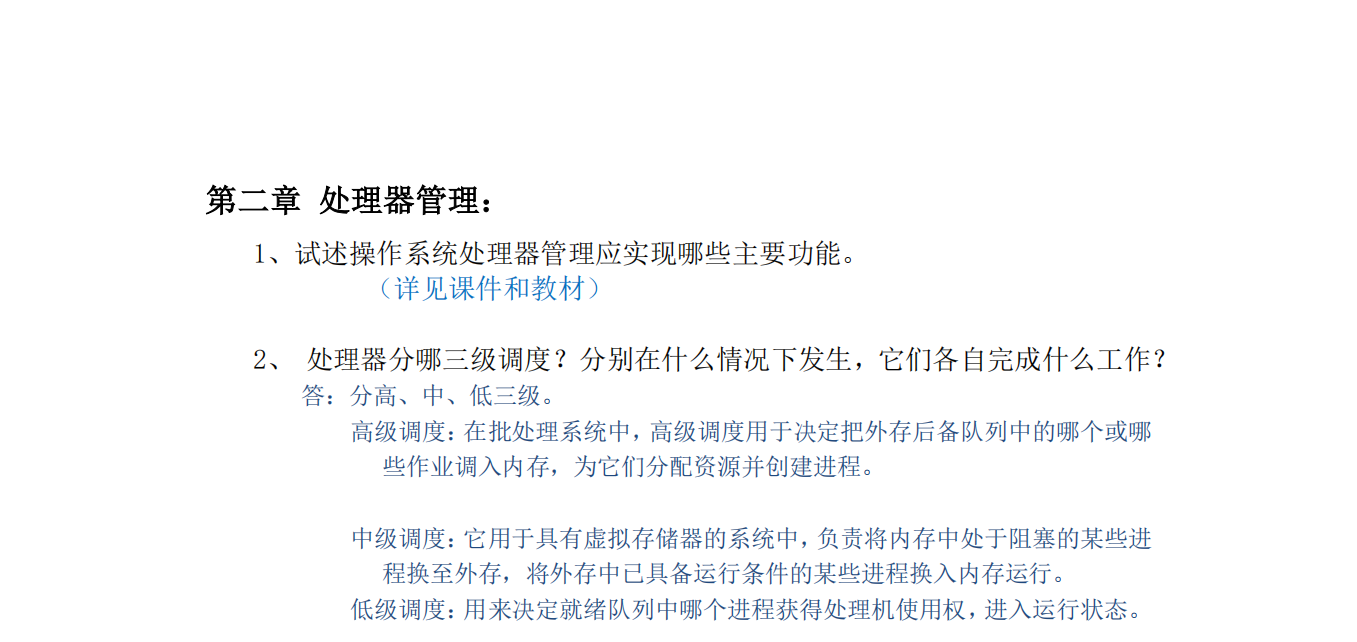 第二章 处理器管理：
1、试述操作系统处理器管理应实现哪些主要功能。
（详见课件和教材）
2、 处理器分哪三级调度？分别在什么情况下发生，它们各自完成什么工作？
答：分高、中、低三级。
高级调度：在批处理系统中，高级调度用于决定把外存后备队列中的哪个或哪
些作业调入内存，为它们分配资源并创建进程。
中级调度：它用于具有虚拟存储器的系统中，负责将内存中处于阻塞的某些进
程换至外存，将外存中已具备运行条件的某些进程换入内存运行。
低级调度：用来决定就绪队列中哪个进程获得处理机使用权，进入运行状态。